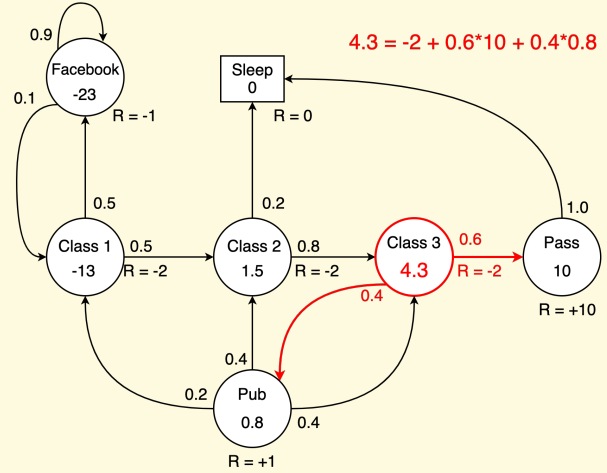 0.9
4.3 = -2 + 0.6*10 + 0.4*0.8
Facebook
-23
Sleep
0
0.1
R = -1
R = 0
0.5
0.2
1.0
Class 1
-13
0.5
R = -2
Class 2
1.5
0.8
R = -2
Class 3
4.3
0.6
R = -2
Pass
10
0.4
R = +10
0.4
0.2
Pub
0.8
0.4
R = +1